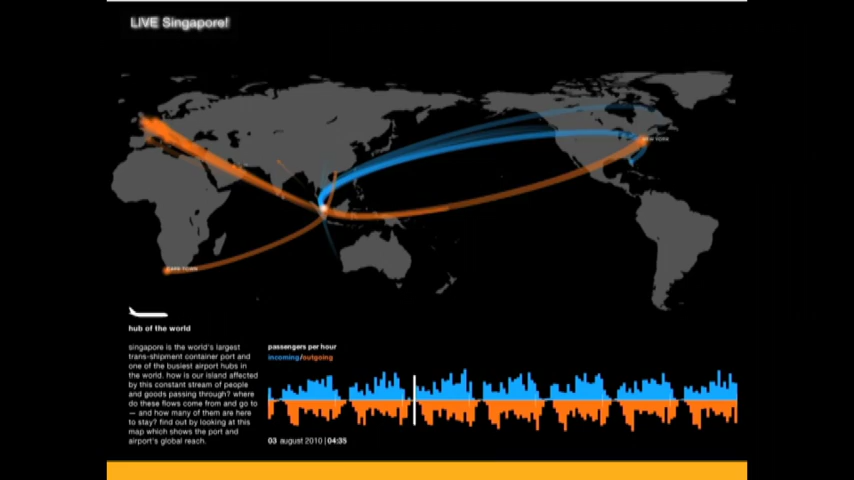 LIVE Singapore!
new york
cape town
hub of the world
singapore is the world's largest
trans-shipment container port and
one of the busiest airport hubs in
the world. how is our island affected
by this constant stream of people
and goods passing through? where
do these flows come from and go to
— and how many of them are here
to stay? find out by looking at this
map which shows the port and
airport's global reach.
passengers per hour
incoming/outgoing
03 august 2010 | 04:35